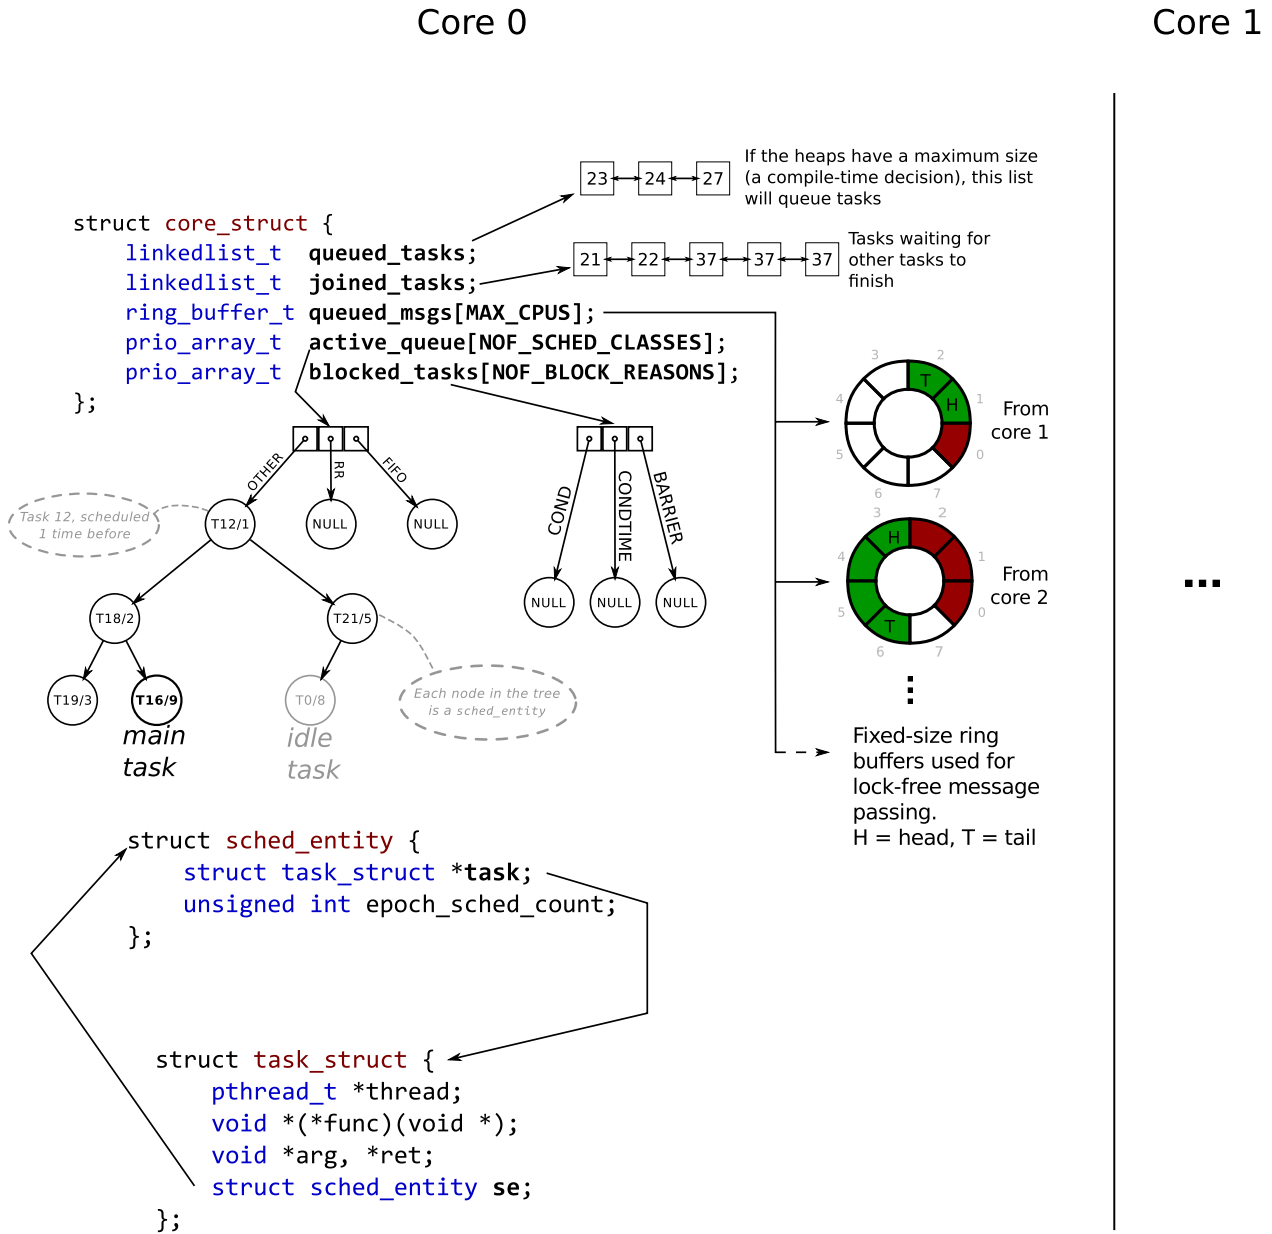 Core 0
Core 1
23 24 27
If the heaps have a maximum size
(a compile-time decision), this list
will queue tasks
struct core_struct {
linkedlist_t queued_tasks;
linkedlist_t joined_tasks;
ring_buffer_t queued_msgs[MAX_CPUS];
prio_array_t active_queue[NOF_SCHED_CLASSES];
prio_array_t blocked_tasks[NOF_BLOCK_REASONS];
};
21 22 37 37 37
Tasks waiting for
other tasks to
finish
3 2
4 T H 1
5 0
6 7
From
core 1
3 2
4 H 1
5 T 0
6 7
From
core 2
...
⋮
Fixed-size ring
buffers used for
lock-free message
passing.
H = head, T = tail
OTHER
RR
FIFO
COND
CONDTIME
BARRIER
Task 12, scheduled
1 time before
T12/1
NULL
NULL
NULL
NULL
NULL
T18/2
T21/5
T19/3
T16/9
T0/8
main
task
idle
task
Each node in the tree
is a sched_entity
struct sched_entity {
struct task_struct *task;
unsigned int epoch_sched_count;
};
struct task_struct {
pthread_t *thread;
void *(*func)(void *);
void *arg, *ret;
struct sched_entity se;
};